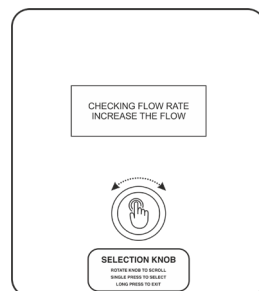 CHECKING FLOW RATE
INCREASE THE FLOW
SELECTION KNOB
ROTATE KNOB TO SCROLL
SINGLE PRESS TO SELECT
LONG PRESS TO EXIT